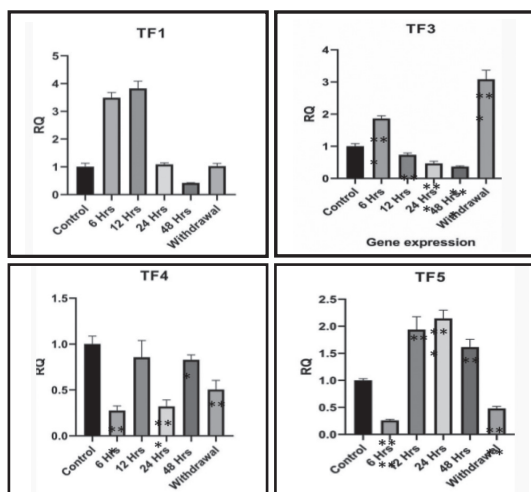 TF1
RQ
5
4
3
2
1
0
Control
6 Hrs
12 Hrs
24 Hrs
48 Hrs
Withdrawal
TF3
RQ
4
3
2
1
0
**
*
**
**
*
*
*
**
*
Control
6 Hrs
12 Hrs
24 Hrs
48 Hrs
Withdrawal
Gene expression
TF4
RQ
1.0
0.5
0.0
**
*
**
*
*
**
Control
6 Hrs
12 Hrs
24 Hrs
48 Hrs
Withdrawal
TF5
RQ
2.5
2.0
1.5
1.0
0.5
0.0
**
**
**
**
*
**
**
*
Control
6 Hrs
12 Hrs
24 Hrs
48 Hrs
Withdrawal